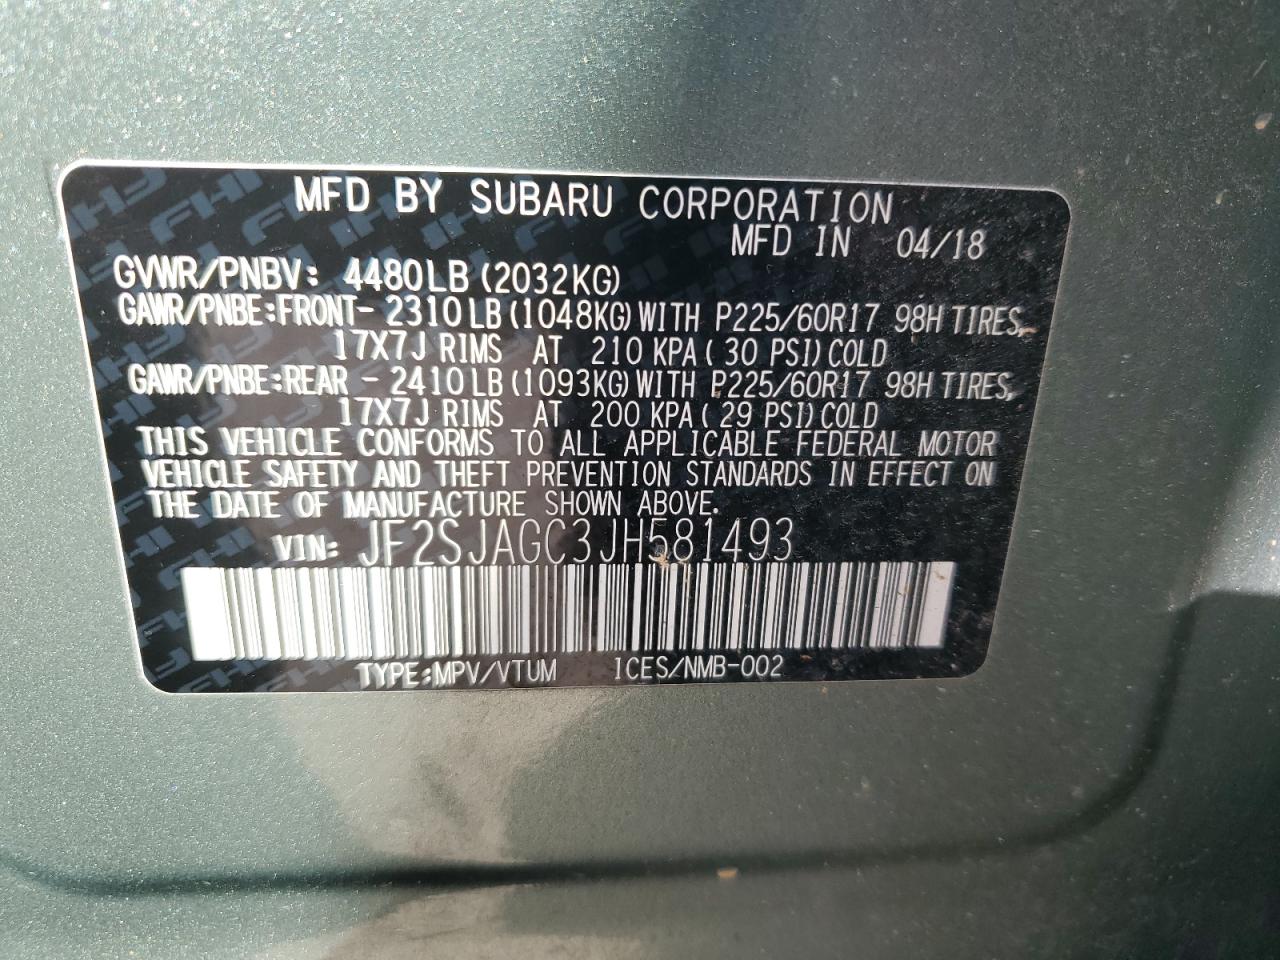 MFD BY SUBARU CORPORATION
MFD IN 04/18
GVWR/PNBV: 4480LB (2032KG)
GAWR/PNBE:FRONT- 2310LB (1048KG) WITH P225/60R17 98H TIRES,
17X7J RIMS AT 210 KPA ( 30 PSI) COLD
GAWR/PNBE:REAR - 2410LB (1093KG) WITH P225/60R17 98H TIRES,
17X7J RIMS AT 200 KPA ( 29 PSI) COLD
THIS VEHICLE CONFORMS TO ALL APPLICABLE FEDERAL MOTOR
VEHICLE SAFETY AND THEFT PREVENTION STANDARDS IN EFFECT ON
THE DATE OF MANUFACTURE SHOWN ABOVE.
VIN: JF2SJAGC3JH581493
TYPE:MPV/VTUM ICES/NMB-002